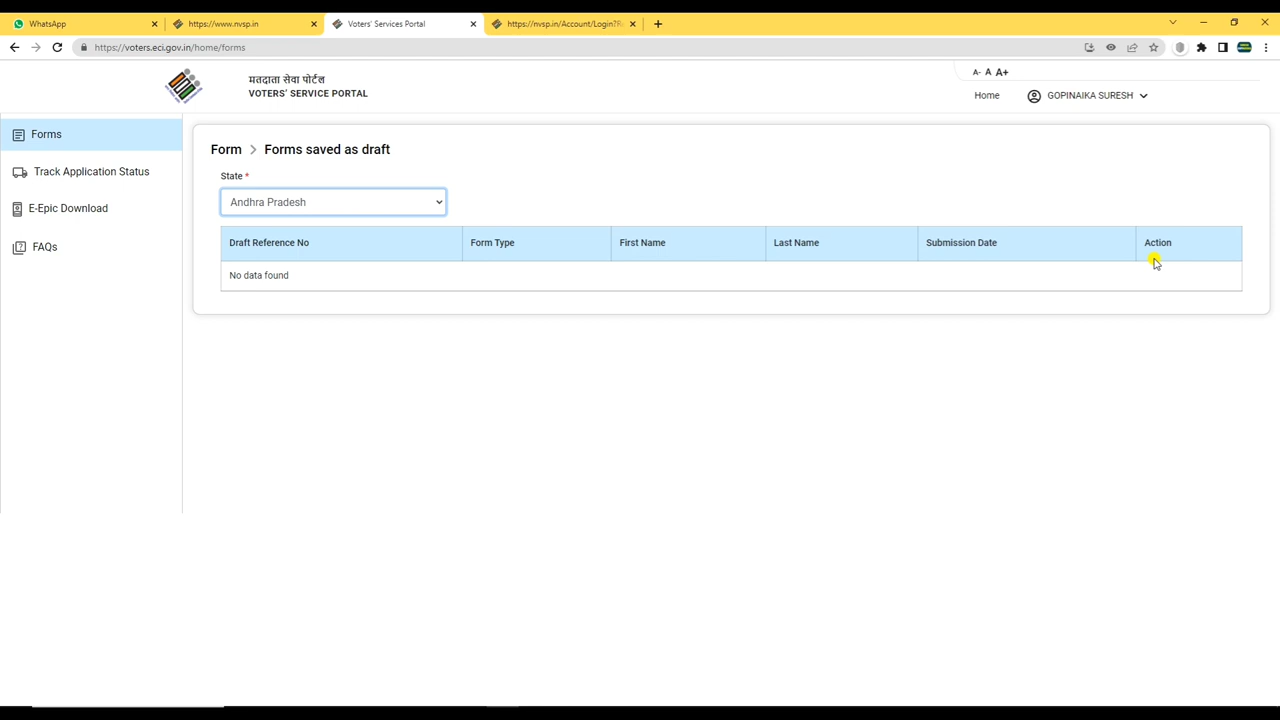 WhatsApp
https://www.nvsp.in
Voters' Services Portal
https://nvsp.in/Account/Login?R
https://voters.eci.gov.in/home/forms
मतदाता सेवा पोर्टल
VOTERS' SERVICE PORTAL
A- A A+
Home
GOPINAIKA SURESH
Forms
Track Application Status
E-Epic Download
FAQs
Form > Forms saved as draft
State *
Andhra Pradesh
Draft Reference No Form Type First Name Last Name Submission Date Action
No data found